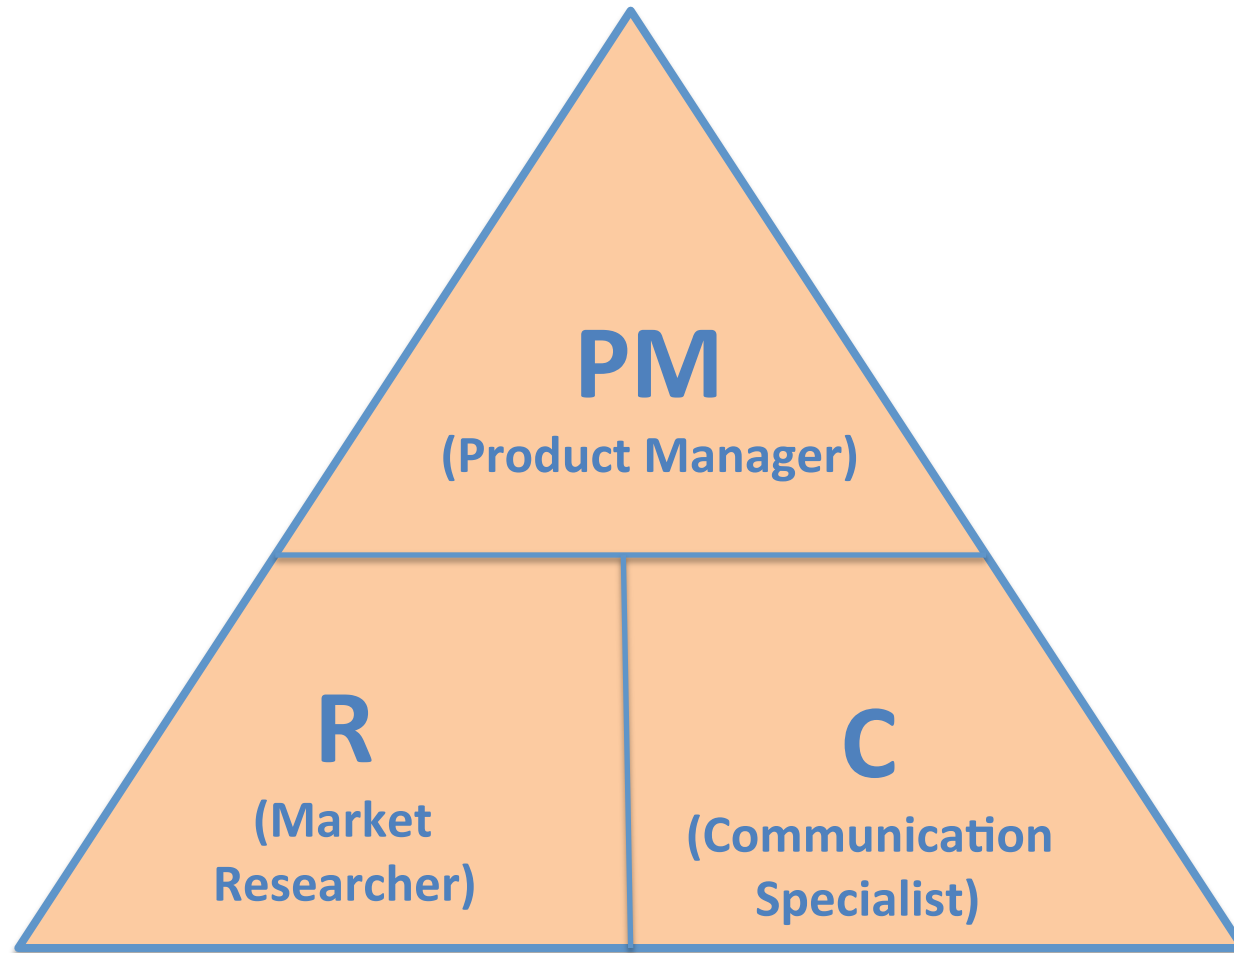 PM
(Product Manager)
R
(Market
Researcher)
C
(Communication
Specialist)